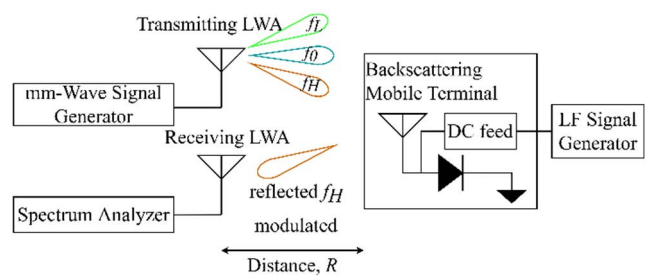 Transmitting LWA
fL
f0
fH
mm-Wave Signal
Generator
Receiving LWA
reflected fH
modulated
Spectrum Analyzer
Distance, R
Backscattering
Mobile Terminal
DC feed
LF Signal
Generator